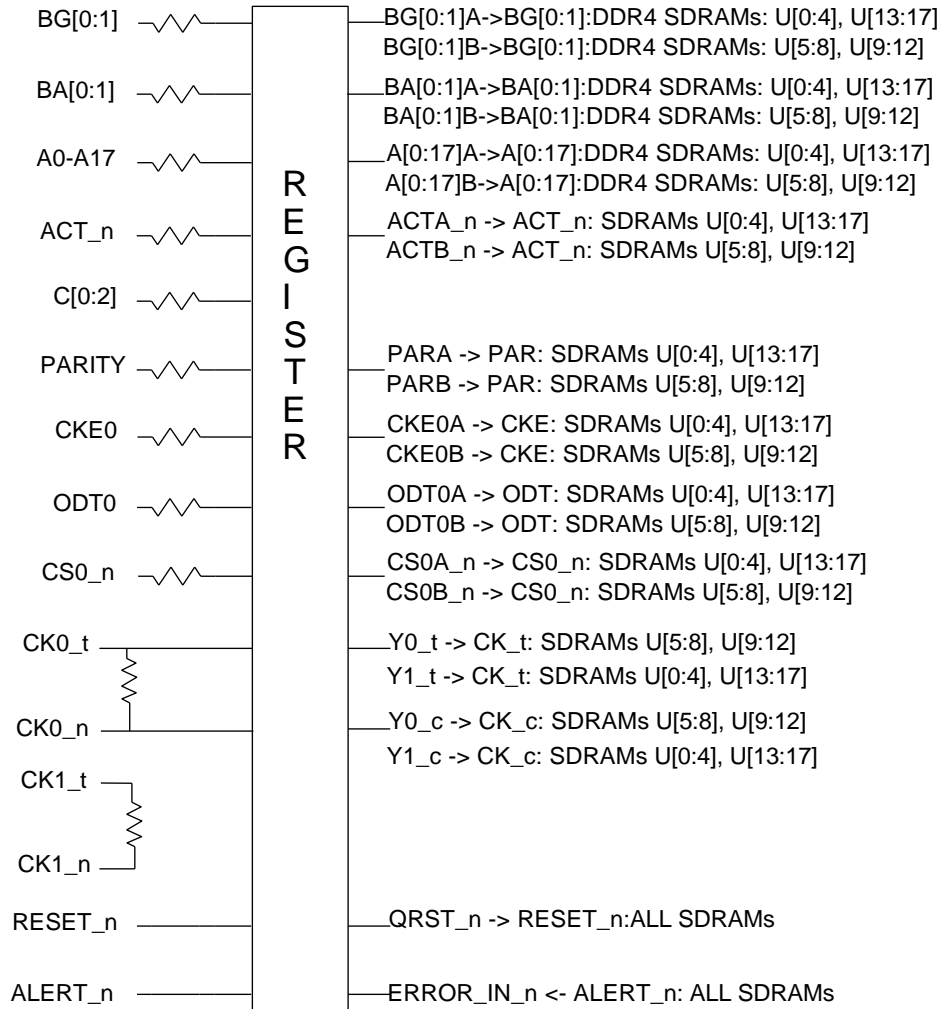 BG[0:1]
BG[0:1]A->BG[0:1]:DDR4 SDRAMs: U[0:4], U[13:17]
BG[0:1]B->BG[0:1]:DDR4 SDRAMs: U[5:8], U[9:12]
BA[0:1]
BA[0:1]A->BA[0:1]:DDR4 SDRAMs: U[0:4], U[13:17]
BA[0:1]B->BA[0:1]:DDR4 SDRAMs: U[5:8], U[9:12]
A0-A17
A[0:17]A->A[0:17]:DDR4 SDRAMs: U[0:4], U[13:17]
A[0:17]B->A[0:17]:DDR4 SDRAMs: U[5:8], U[9:12]
REGISTER
ACT_n
ACTA_n -> ACT_n: SDRAMs U[0:4], U[13:17]
ACTB_n -> ACT_n: SDRAMs U[5:8], U[9:12]
C[0:2]
PARITY
PARA -> PAR: SDRAMs U[0:4], U[13:17]
PARB -> PAR: SDRAMs U[5:8], U[9:12]
CKE0
CKE0A -> CKE: SDRAMs U[0:4], U[13:17]
CKE0B -> CKE: SDRAMs U[5:8], U[9:12]
ODT0
ODT0A -> ODT: SDRAMs U[0:4], U[13:17]
ODT0B -> ODT: SDRAMs U[5:8], U[9:12]
CS0_n
CS0A_n -> CS0_n: SDRAMs U[0:4], U[13:17]
CS0B_n -> CS0_n: SDRAMs U[5:8], U[9:12]
CK0_t
Y0_t -> CK_t: SDRAMs U[5:8], U[9:12]
Y1_t -> CK_t: SDRAMs U[0:4], U[13:17]
CK0_n
Y0_c -> CK_c: SDRAMs U[5:8], U[9:12]
Y1_c -> CK_c: SDRAMs U[0:4], U[13:17]
CK1_t
CK1_n
RESET_n
QRST_n -> RESET_n:ALL SDRAMs
ALERT_n
ERROR_IN_n <- ALERT_n: ALL SDRAMs